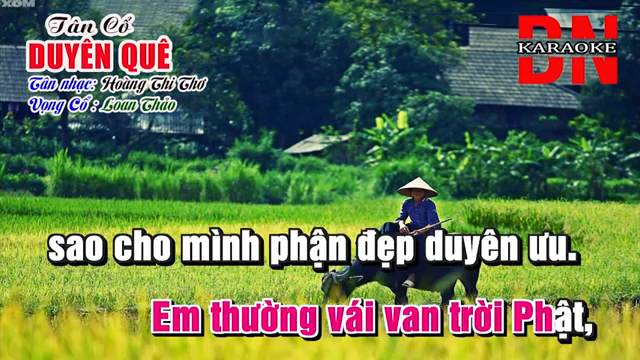 XOM
Tân Cổ
DUYÊN QUÊ
Tân nhạc: Hoàng Thi Thơ
Vọng Cổ : Loan Thảo
DN
KARAOKE
sao cho mình phận đẹp duyên ưu.
Em thường vái van trời Phật,